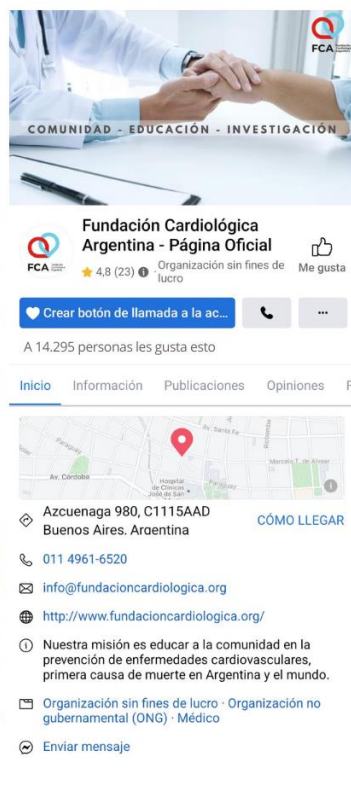 FCA
COMUNIDAD - EDUCACIÓN - INVESTIGACIÓN
Fundación Cardiológica
Argentina - Página Oficial
FCA
4,8 (23) · Organización sin fines de
lucro
Me gusta
Crear botón de llamada a la ac...
...
A 14.295 personas les gusta esto
Inicio Información Publicaciones Opiniones
Av. Santa Fe
Paraguay
Riobamba
Marcelo T. de Alvear
Av. Córdoba
Hospital
de Clínicas
José de San
Paraguay
Azcuenaga 980, C1115AAD
Buenos Aires, Argentina
CÓMO LLEGAR
011 4961-6520
info@fundacioncardiologica.org
http://www.fundacioncardiologica.org/
Nuestra misión es educar a la comunidad en la
prevención de enfermedades cardiovasculares,
primera causa de muerte en Argentina y el mundo.
Organización sin fines de lucro · Organización no
gubernamental (ONG) · Médico
Enviar mensaje